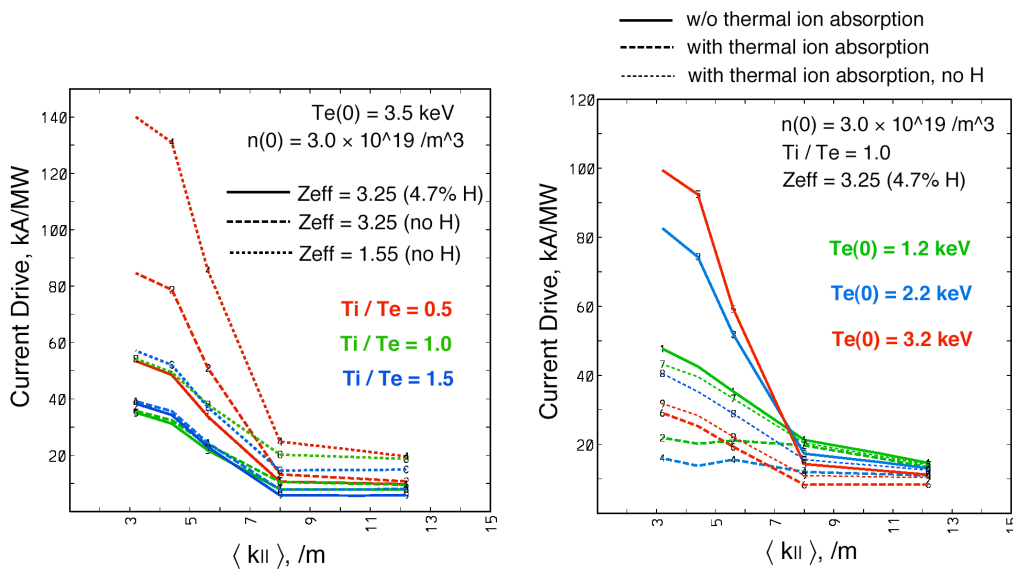 w/o thermal ion absorption
with thermal ion absorption
with thermal ion absorption, no H
Te(0) = 3.5 keV
n(0) = 3.0 × 10^19 /m^3
Zeff = 3.25 (4.7% H)
Zeff = 3.25 (no H)
Zeff = 1.55 (no H)
Ti / Te = 0.5
Ti / Te = 1.0
Ti / Te = 1.5
Current Drive, kA/MW
140
120
100
80
60
40
20
3 5 7 9 11 13 15
⟨ k|| ⟩, /m
n(0) = 3.0 × 10^19 /m^3
Ti / Te = 1.0
Zeff = 3.25 (4.7% H)
Te(0) = 1.2 keV
Te(0) = 2.2 keV
Te(0) = 3.2 keV
Current Drive, kA/MW
120
100
80
60
40
20
3 5 7 9 11 13 15
⟨ k|| ⟩, /m